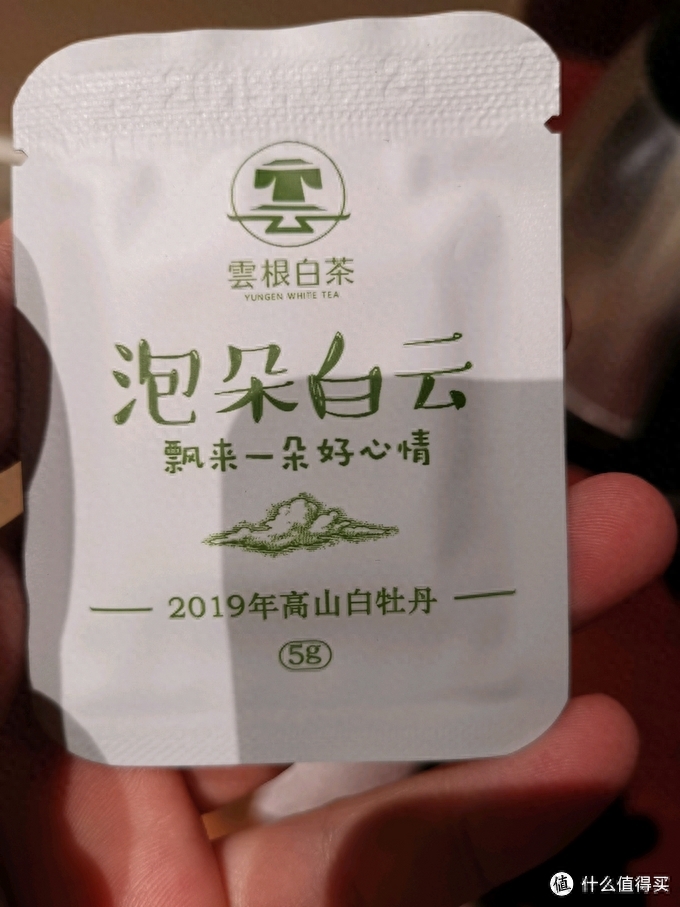 雲根白茶
YUNGEN WHITE TEA
泡朵白云
飘来一朵好心情
2019年高山白牡丹
5g
值 什么值得买